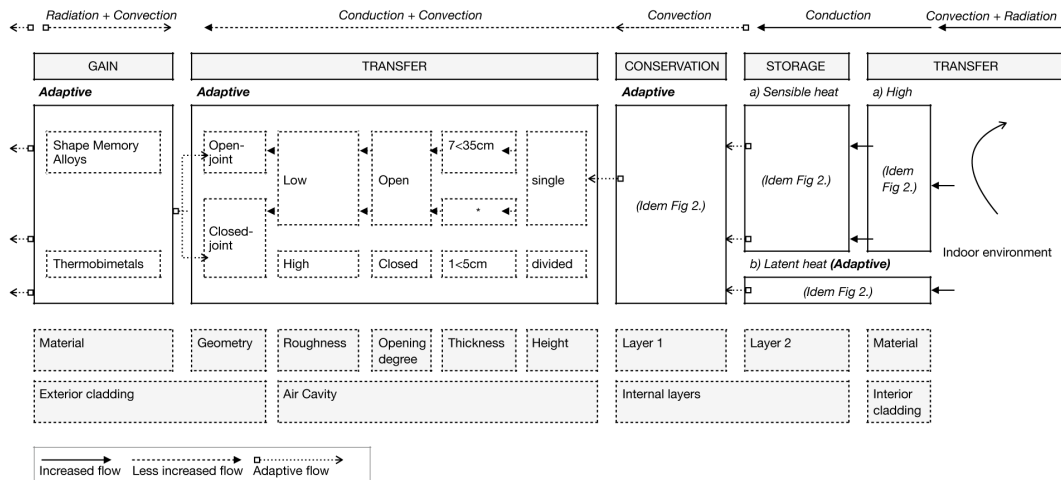 Radiation + Convection
Conduction + Convection
Convection
Conduction
Convection + Radiation
GAIN
TRANSFER
CONSERVATION
STORAGE
TRANSFER
Adaptive
Adaptive
Adaptive
a) Sensible heat
a) High
Shape Memory
Alloys
Thermobimetals
Open-
joint
Closed-
joint
Low
High
Open
Closed
7<35cm
*
1<5cm
single
divided
(Idem Fig 2.)
(Idem Fig 2.)
(Idem
Fig 2.)
b) Latent heat (Adaptive)
(Idem Fig 2.)
Indoor environment
Material
Geometry
Roughness
Opening
degree
Thickness
Height
Layer 1
Layer 2
Material
Exterior cladding
Air Cavity
Internal layers
Interior
cladding
Increased flow
Less increased flow
Adaptive flow